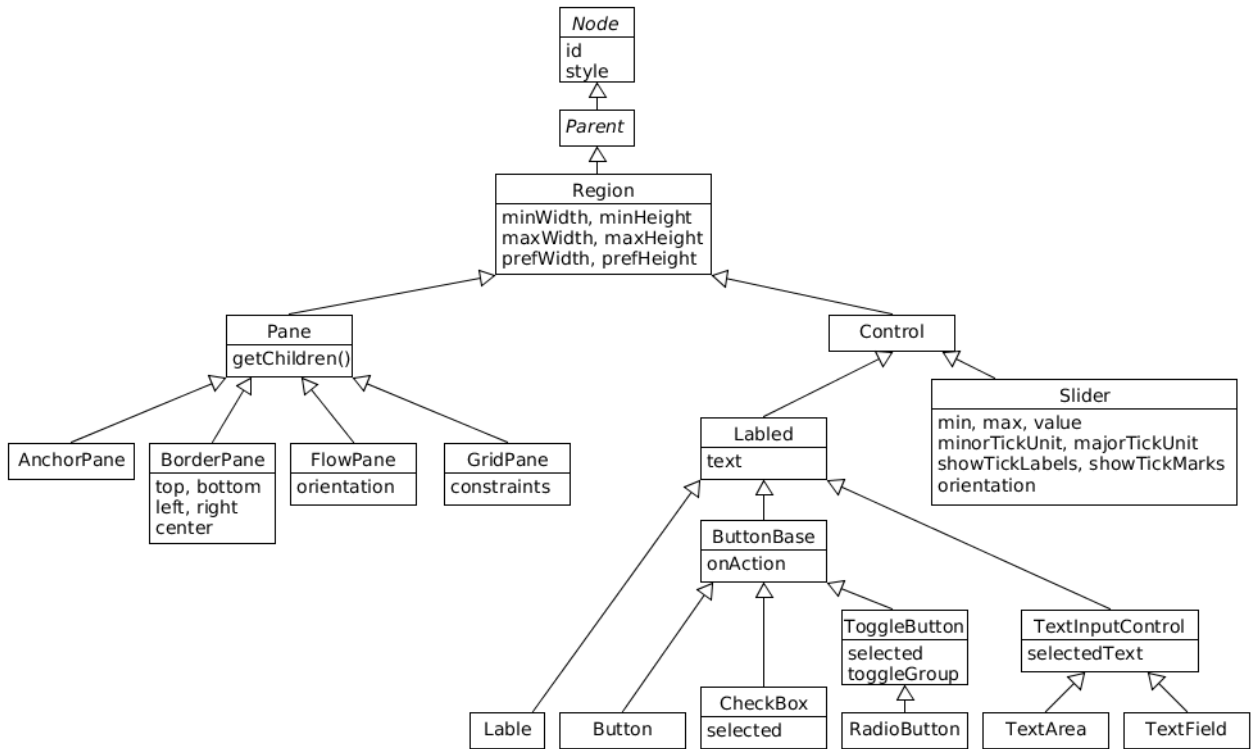 Node
id
style
Parent
Region
minWidth, minHeight
maxWidth, maxHeight
prefWidth, prefHeight
Pane
getChildren()
Control
AnchorPane
BorderPane
top, bottom
left, right
center
FlowPane
orientation
GridPane
constraints
Labled
text
Slider
min, max, value
minorTickUnit, majorTickUnit
showTickLabels, showTickMarks
orientation
ButtonBase
onAction
Lable
Button
CheckBox
selected
ToggleButton
selected
toggleGroup
RadioButton
TextInputControl
selectedText
TextArea
TextField